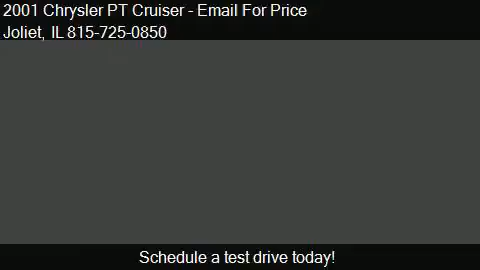 2001 Chrysler PT Cruiser - Email For Price
Joliet, IL 815-725-0850
Schedule a test drive today!